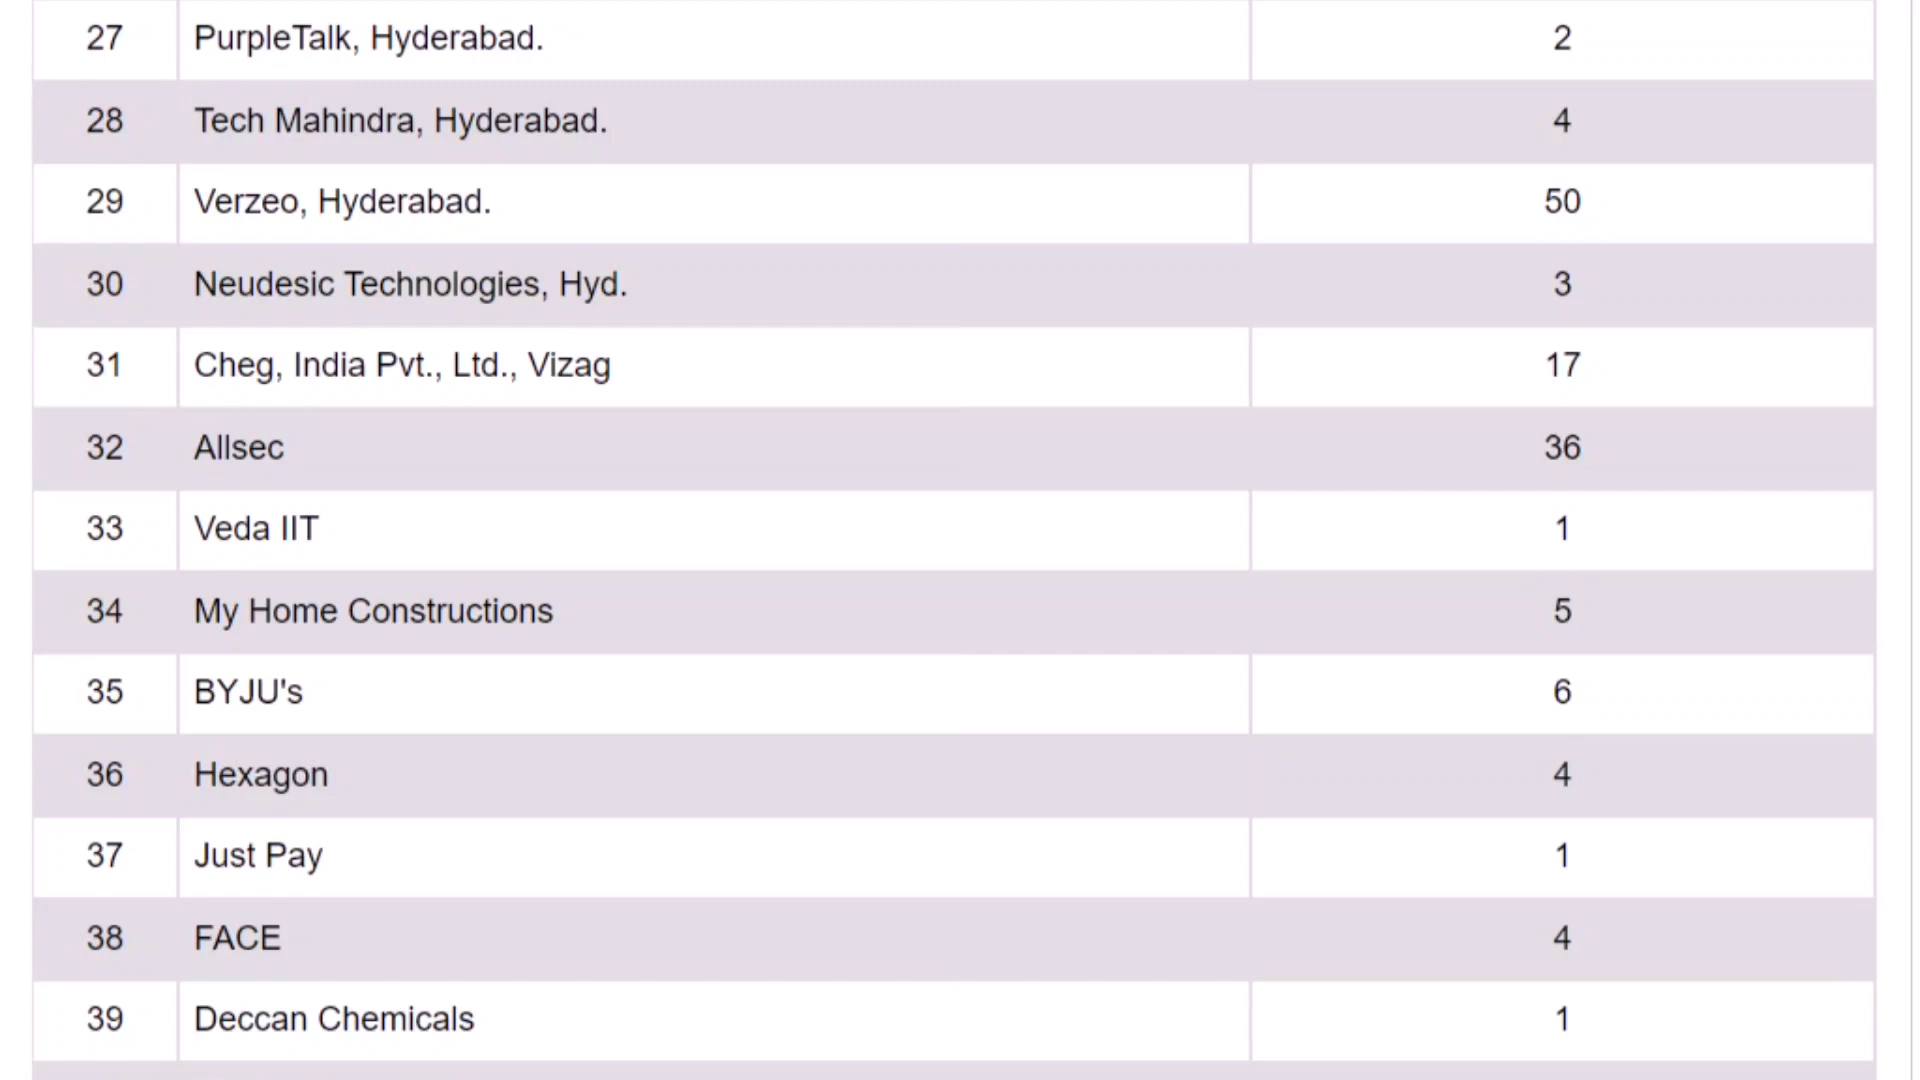 27 PurpleTalk, Hyderabad. 2
28 Tech Mahindra, Hyderabad. 4
29 Verzeo, Hyderabad. 50
30 Neudesic Technologies, Hyd. 3
31 Cheg, India Pvt., Ltd., Vizag 17
32 Allsec 36
33 Veda IIT 1
34 My Home Constructions 5
35 BYJU's 6
36 Hexagon 4
37 Just Pay 1
38 FACE 4
39 Deccan Chemicals 1